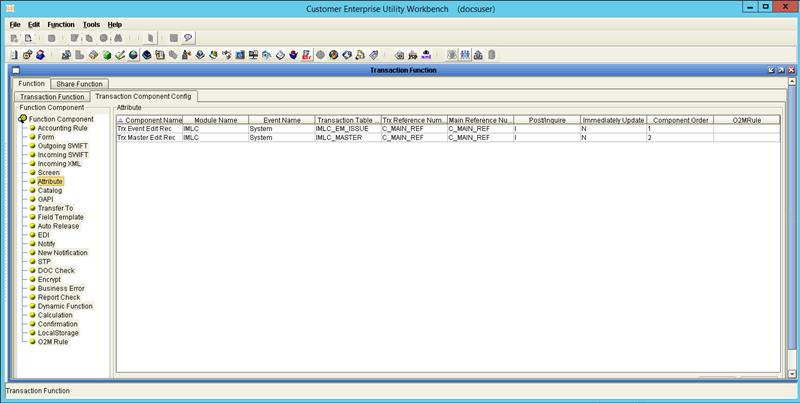 Customer Enterprise Utility Workbench (docsuser)
File Edit Function Tools Help
Transaction Function
Function Share Function
Transaction Function Transaction Component Config
Function Component Attribute
Function Component
Accounting Rule
Form
Outgoing SWIFT
Incoming SWIFT
Incoming XML
Screen
Attribute
Catalog
GAPI
Transfer To
Field Template
Auto Release
EDI
Notify
New Notification
STP
DOC Check
Encrypt
Business Error
Report Check
Dynamic Function
Calculation
Confirmation
LocalStorage
O2M Rule
Component Name Module Name Event Name Transaction Table ... Trx Reference Num... Main Reference Nu... Post/Inquire Immediately Update Component Order O2MRule
Trx Event Edit Rec IMLC System IMLC_EM_ISSUE C_MAIN_REF C_MAIN_REF I N 1
Trx Master Edit Rec IMLC System IMLC_MASTER C_MAIN_REF C_MAIN_REF I N 2
Transaction Function